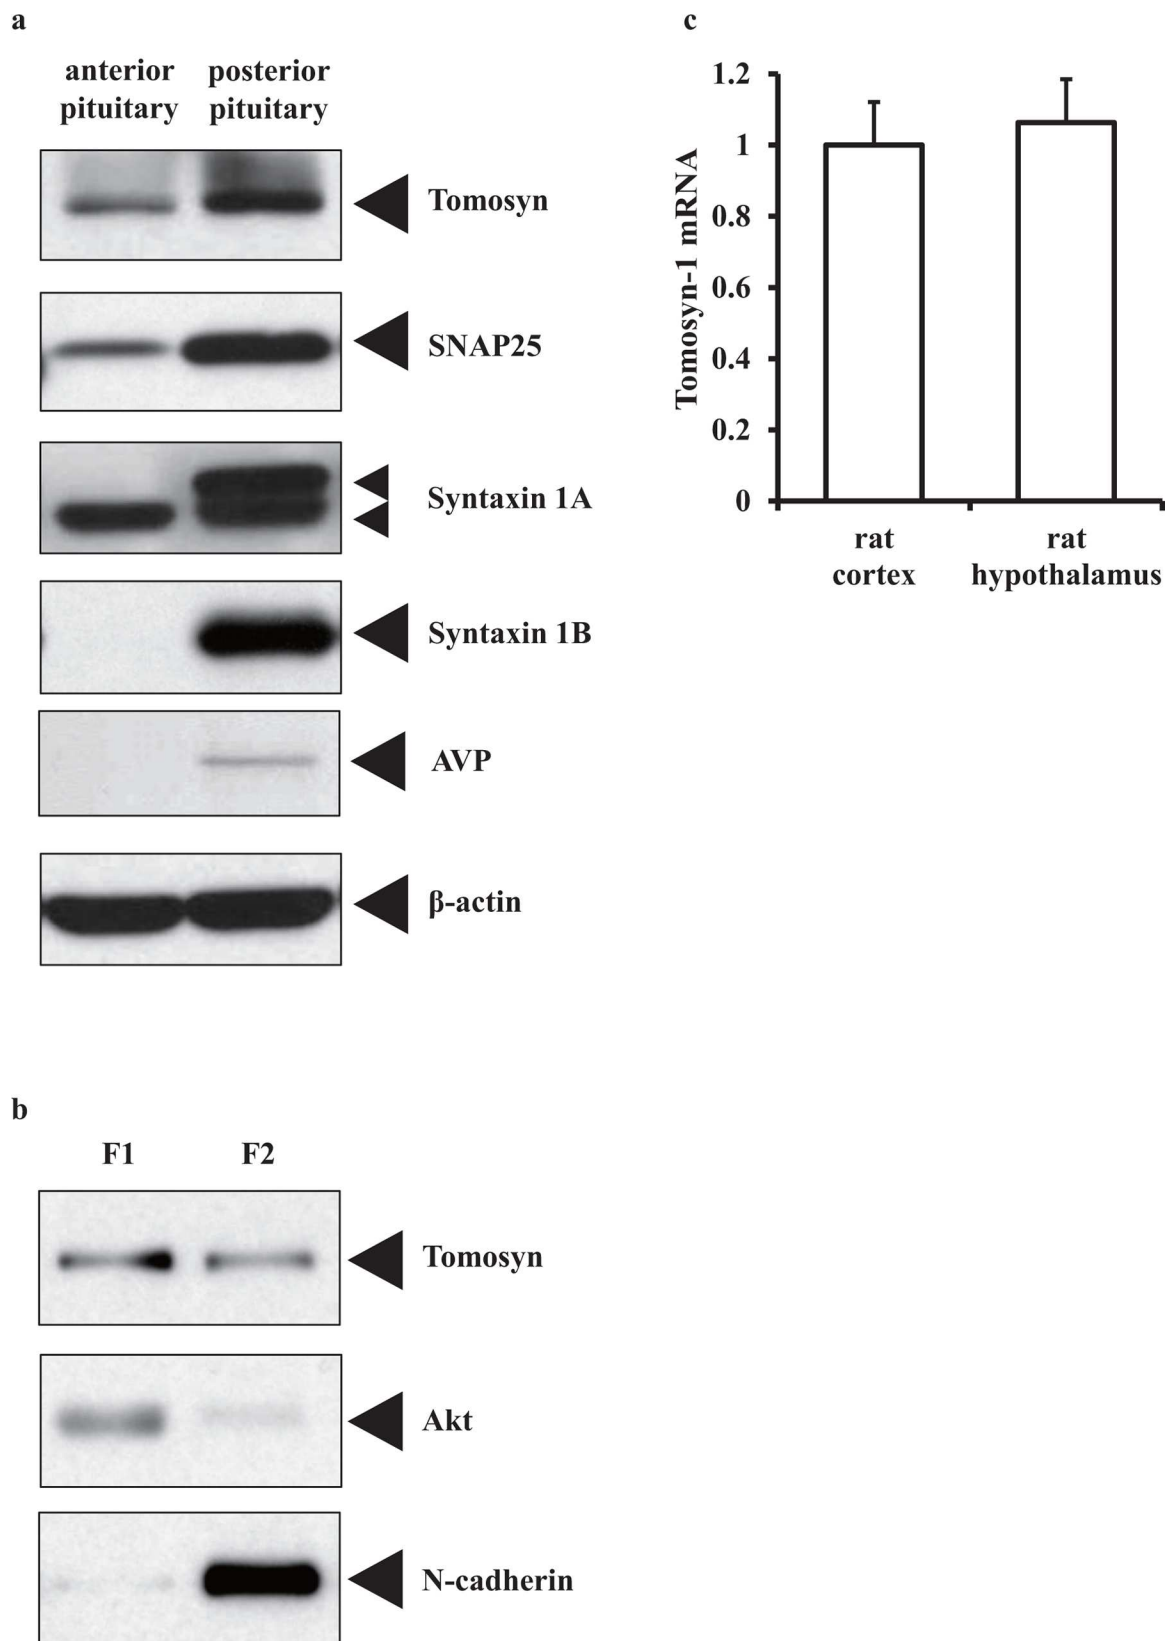 a
anterior
pituitary
posterior
pituitary
Tomosyn
SNAP25
Syntaxin 1A
Syntaxin 1B
AVP
β-actin
b
F1
F2
Tomosyn
Akt
N-cadherin
c
Tomosyn-1 mRNA
1.2
1
0.8
0.6
0.4
0.2
0
rat
cortex
rat
hypothalamus